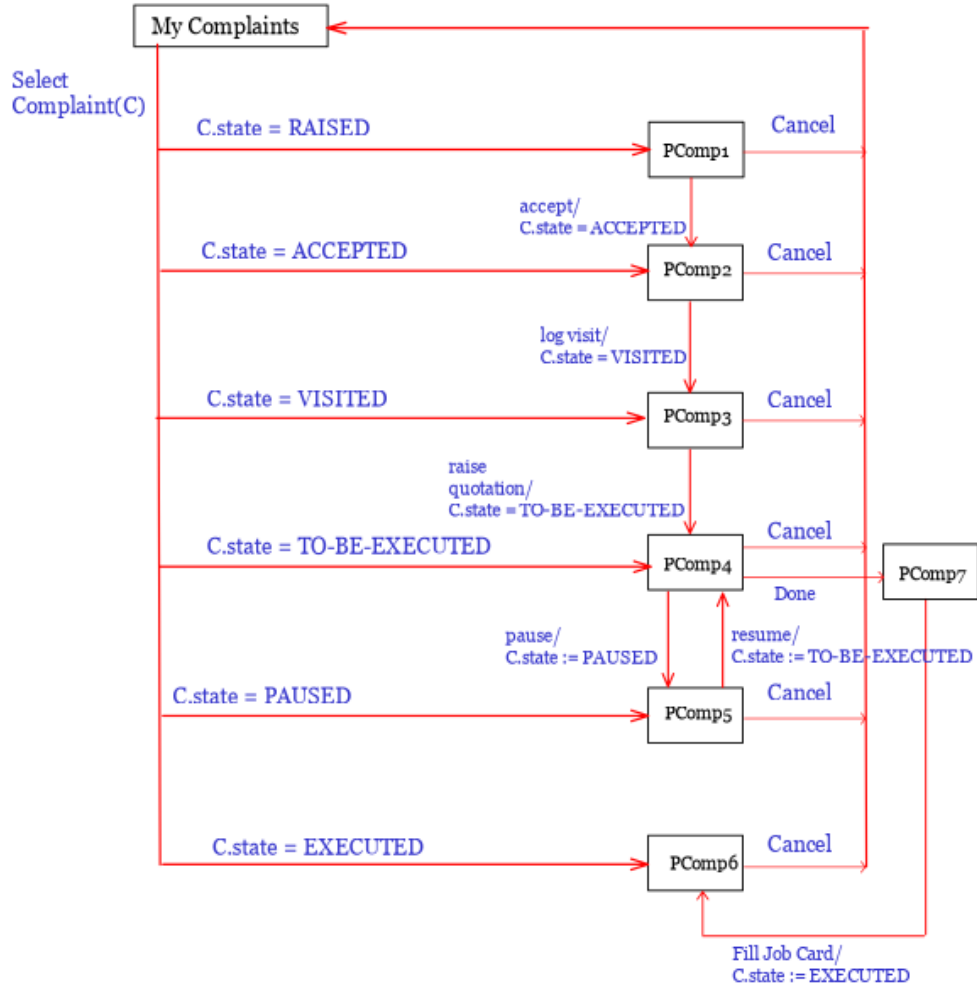 My Complaints
Select
Complaint(C)
C.state = RAISED
PComp1
Cancel
accept/
C.state = ACCEPTED
C.state = ACCEPTED
PComp2
Cancel
log visit/
C.state = VISITED
C.state = VISITED
PComp3
Cancel
raise
quotation/
C.state = TO-BE-EXECUTED
C.state = TO-BE-EXECUTED
PComp4
Cancel
Done
PComp7
pause/
C.state := PAUSED
resume/
C.state := TO-BE-EXECUTED
C.state = PAUSED
PComp5
Cancel
C.state = EXECUTED
PComp6
Cancel
Fill Job Card/
C.state := EXECUTED